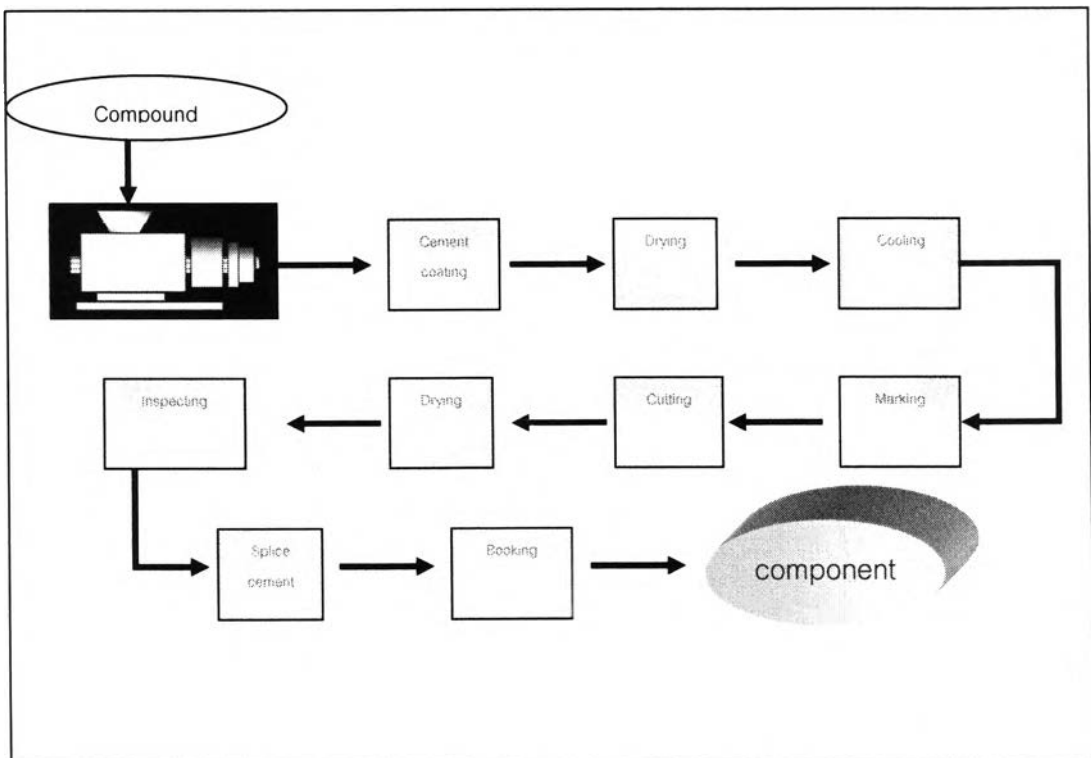 Compound
Cement
coating
Drying
Cooling
Marking
Cutting
Drying
Inspecting
Splice
cement
Booking
component